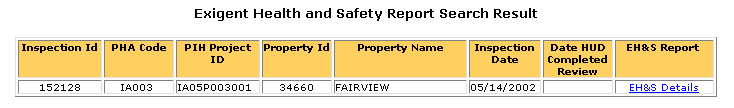 Exigent Health and Safety Report Search Result
Inspection Id PHA Code PIH Project ID Property Id Property Name Inspection Date Date HUD Completed Review EH&S Report
152128 IA003 IA05P003001 34660 FAIRVIEW 05/14/2002 EH&S Details